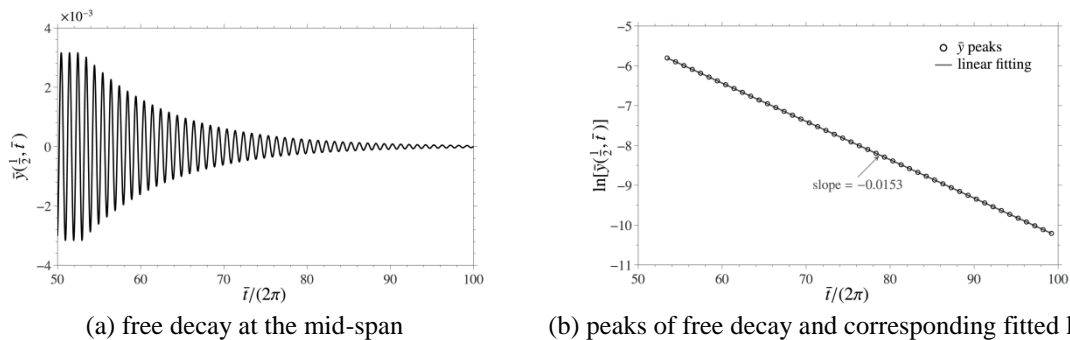 ×10⁻³
4
2
0
−2
−4
ȳ(½, t̄)
50
60
70
80
90
100
t̄/(2π)
(a) free decay at the mid-span
−5
−6
−7
−8
−9
−10
−11
ln[ȳ(½, t̄)]
ȳ peaks
linear fitting
slope = −0.0153
50
60
70
80
90
100
t̄/(2π)
(b) peaks of free decay and corresponding fitted